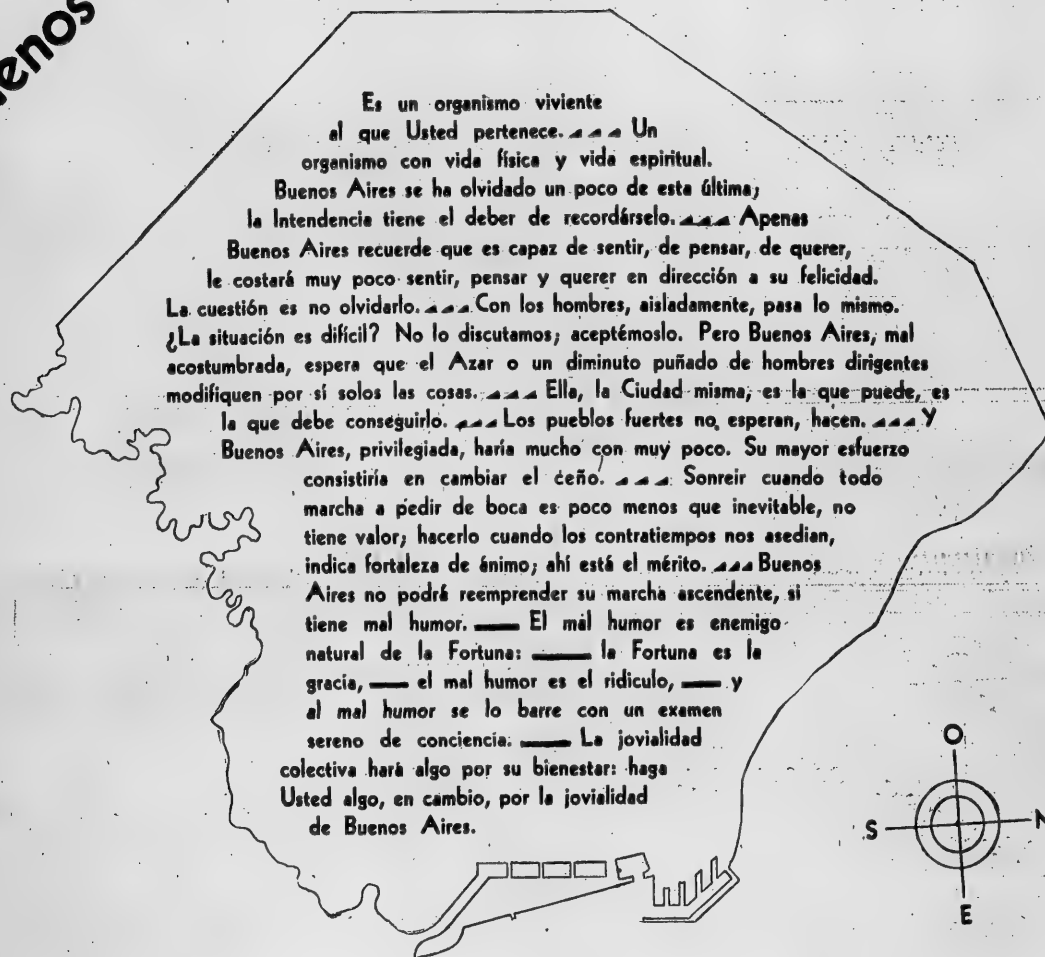 enos
Es un organismo viviente
al que Usted pertenece. Un
organismo con vida física y vida espiritual.
Buenos Aires se ha olvidado un poco de esta última;
la Intendencia tiene el deber de recordárselo. Apenas
Buenos Aires recuerde que es capaz de sentir, de pensar, de querer,
le costará muy poco sentir, pensar y querer en dirección a su felicidad.
La cuestión es no olvidarlo. Con los hombres, aisladamente, pasa lo mismo.
¿La situación es difícil? No lo discutamos; aceptémoslo. Pero Buenos Aires, mal
acostumbrada, espera que el Azar o un diminuto puñado de hombres dirigentes
modifiquen por sí solos las cosas. Ella, la Ciudad misma, es la que puede, es
la que debe conseguirlo. Los pueblos fuertes no esperan, hacen. Y
Buenos Aires, privilegiada, haría mucho con muy poco. Su mayor esfuerzo
consistiría en cambiar el ceño. Sonreir cuando todo
marcha a pedir de boca es poco menos que inevitable, no
tiene valor; hacerlo cuando los contratiempos nos asedian,
indica fortaleza de ánimo; ahí está el mérito. Buenos
Aires no podrá reemprender su marcha ascendente, si
tiene mal humor. — El mal humor es enemigo
natural de la Fortuna: — la Fortuna es la
gracia, — el mal humor es el ridículo, — y
al mal humor se lo barre con un examen
sereno de conciencia. — La jovialidad
colectiva hará algo por su bienestar: haga
Usted algo, en cambio, por la jovialidad
de Buenos Aires.
O
S N
E